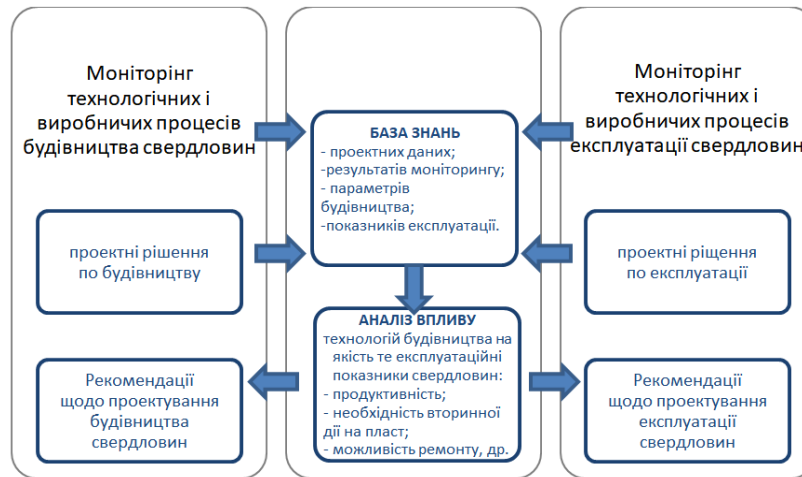 Моніторінг
технологічних і
виробничих процесів
будівництва свердловин
проектні рішення
по будівництву
Рекомендації
щодо проектування
будівництва
свердловин
БАЗА ЗНАНЬ
- проектних даних;
-результатів моніторингу;
- параметрів
будівництва;
-показників експлуатації.
АНАЛІЗ ВПЛИВУ
технологій будівництва на
якість те експлуатаційні
показники свердловин:
- продуктивність;
- необхідність вторинної
дії на пласт;
- можливість ремонту, др.
Моніторінг
технологічних і
виробничих процесів
експлуатації свердловин
проектні ріщення
по експлуатації
Рекомендації
щодо проектування
експлуатації
свердловин